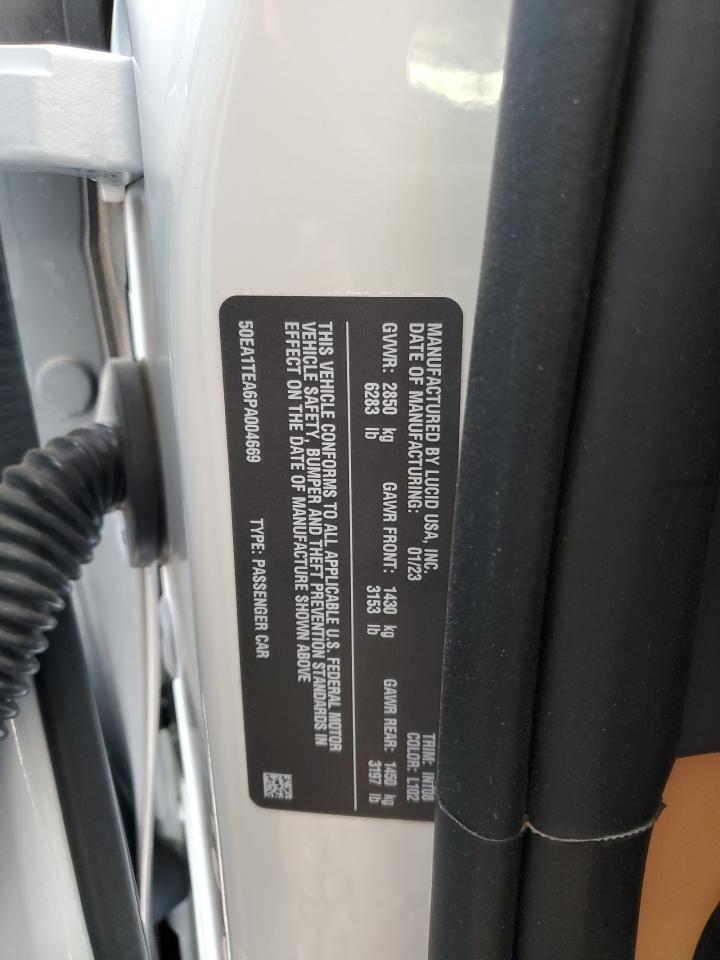 MANUFACTURED BY LUCID USA, INC. TRIM: INT08
DATE OF MANUFACTURING: 01/23 COLOR: L102
GVWR: 2850 kg GAWR FRONT: 1430 kg GAWR REAR: 1450 kg
6283 lb 3153 lb 3197 lb
THIS VEHICLE CONFORMS TO ALL APPLICABLE U.S. FEDERAL MOTOR
VEHICLE SAFETY, BUMPER AND THEFT PREVENTION STANDARDS IN
EFFECT ON THE DATE OF MANUFACTURE SHOWN ABOVE
50EA1TEA6PA004669 TYPE: PASSENGER CAR